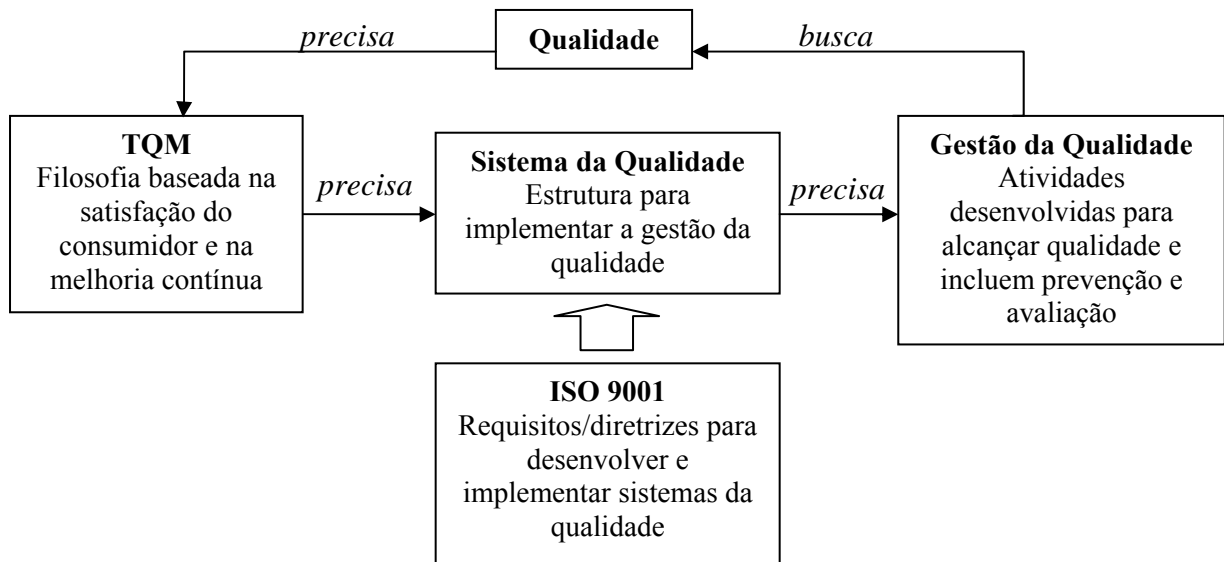 precisa
Qualidade
busca
TQM
Filosofia baseada na
satisfação do
consumidor e na
melhoria contínua
precisa
Sistema da Qualidade
Estrutura para
implementar a gestão da
qualidade
precisa
Gestão da Qualidade
Atividades
desenvolvidas para
alcançar qualidade e
incluem prevenção e
avaliação
ISO 9001
Requisitos/diretrizes para
desenvolver e
implementar sistemas da
qualidade